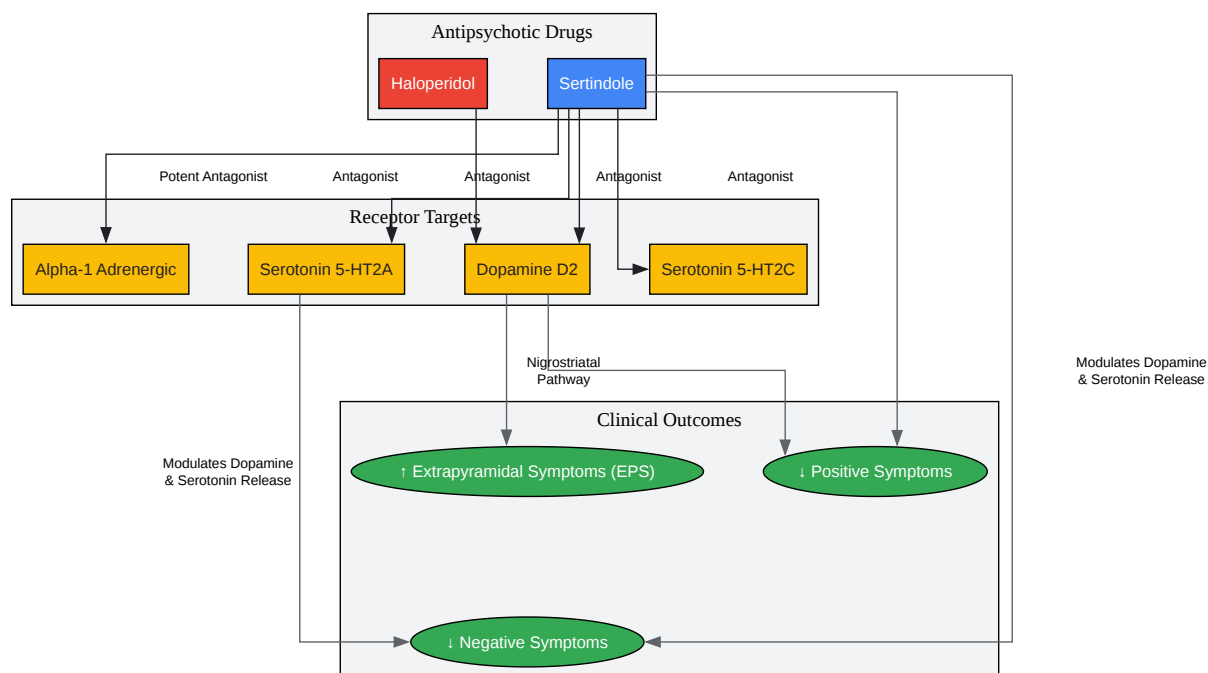 Antipsychotic Drugs
Haloperidol
Sertindole
Potent Antagonist
Antagonist
Antagonist
Antagonist
Antagonist
Receptor Targets
Alpha-1 Adrenergic
Serotonin 5-HT2A
Dopamine D2
Serotonin 5-HT2C
Nigrostriatal
Pathway
Modulates Dopamine
& Serotonin Release
Clinical Outcomes
Modulates Dopamine
& Serotonin Release
↑ Extrapyramidal Symptoms (EPS)
↓ Positive Symptoms
↓ Negative Symptoms